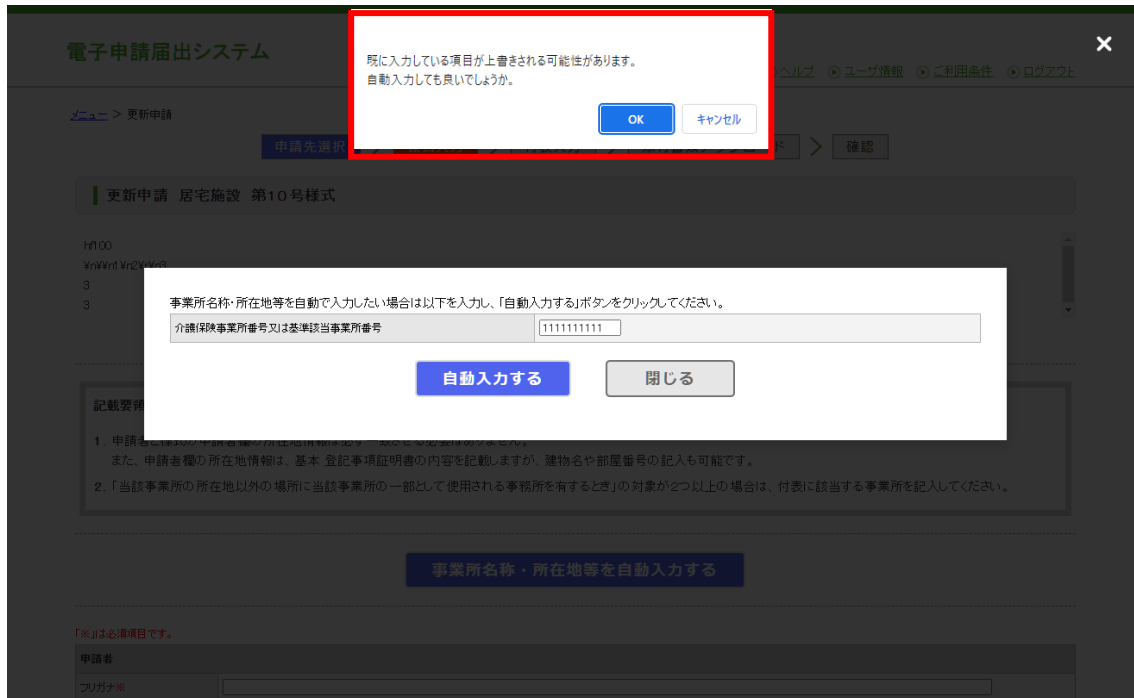 電子申請届出システム
既に入力している項目が上書きされる可能性があります。
自動入力しても良いでしょうか。
OK キャンセル
ヘルプ ユーザ情報 ご利用条件 ログアウト
メニュー > 更新申請
申請先選択 > 確認
更新申請 居宅施設 第10号様式
hf100
3
3
事業所名称・所在地等を自動で入力したい場合は以下を入力し、「自動入力する」ボタンをクリックしてください。
介護保険事業所番号又は基準該当事業所番号 1111111111
自動入力する 閉じる
記載要領
また、申請者欄の所在地情報は、基本 登記事項証明書の内容を記載しますが、建物名や部屋番号の記入も可能です。
2. 「当該事業所の所在地以外の場所に当該事業所の一部として使用される事務所を有するとき」の対象が2つ以上の場合は、付表に該当する事業所を記入してください。
事業所名称・所在地等を自動入力する
「※」は必須項目です。
申請者
フリガナ※